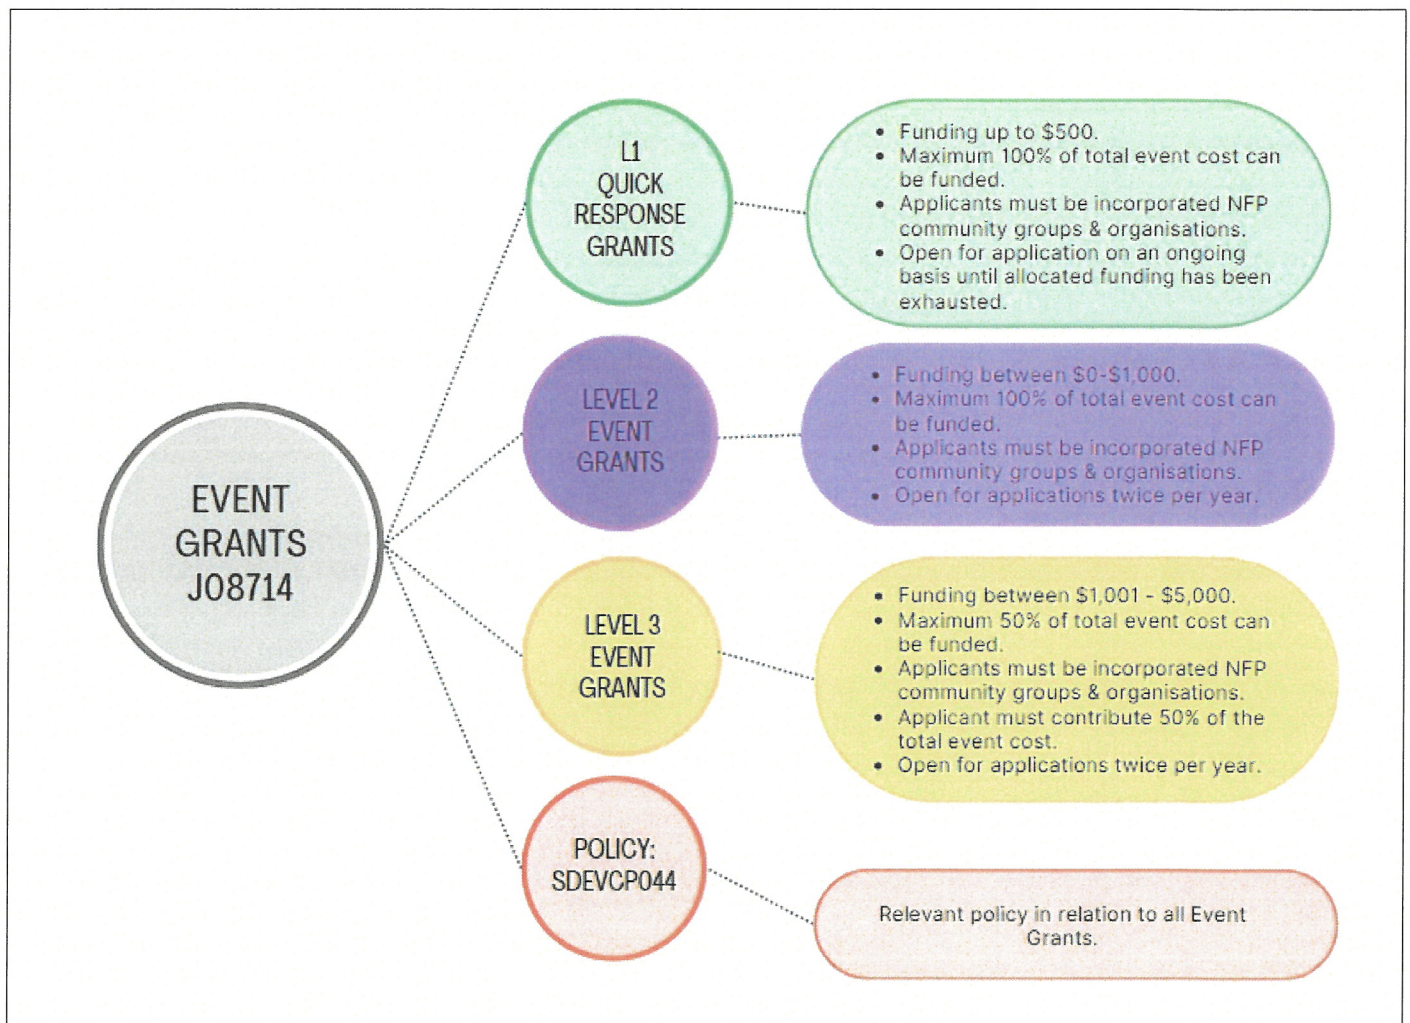 EVENT
GRANTS
J08714
L1
QUICK
RESPONSE
GRANTS
• Funding up to $500.
• Maximum 100% of total event cost can
be funded.
• Applicants must be incorporated NFP
community groups & organisations.
• Open for application on an ongoing
basis until allocated funding has been
exhausted.
LEVEL 2
EVENT
GRANTS
• Funding between $0-$1,000.
• Maximum 100% of total event cost can
be funded.
• Applicants must be incorporated NFP
community groups & organisations.
• Open for applications twice per year.
LEVEL 3
EVENT
GRANTS
• Funding between $1,001 - $5,000.
• Maximum 50% of total event cost can
be funded.
• Applicants must be incorporated NFP
community groups & organisations.
• Applicant must contribute 50% of the
total event cost.
• Open for applications twice per year.
POLICY:
SDEVCP044
Relevant policy in relation to all Event
Grants.